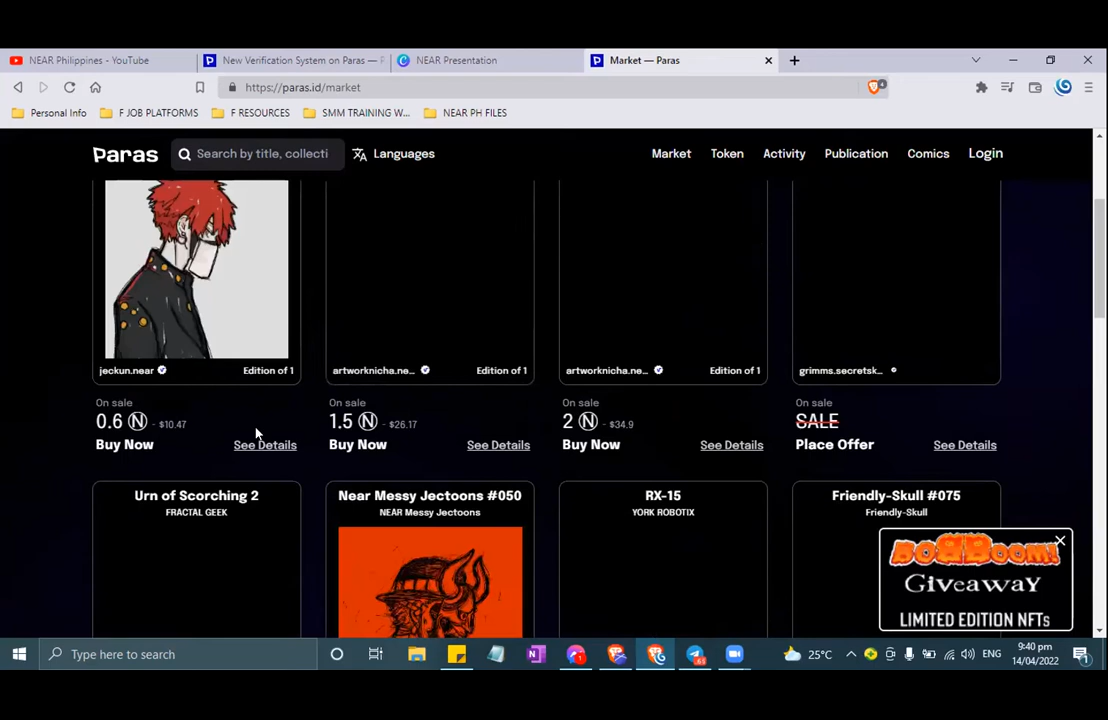 NEAR Philippines - YouTube
New Verification System on Paras — P
NEAR Presentation
Market — Paras
https://paras.id/market
4
Personal Info
F JOB PLATFORMS
F RESOURCES
SMM TRAINING W...
NEAR PH FILES
Paras
Search by title, collecti
Languages
Market
Token
Activity
Publication
Comics
Login
jeckun.near
Edition of 1
artworknicha.ne...
Edition of 1
artworknicha.ne...
Edition of 1
grimms.secretsk...
On sale
0.6 N - $10.47
Buy Now
See Details
On sale
1.5 N - $26.17
Buy Now
See Details
On sale
2 N - $34.9
Buy Now
See Details
On sale
SALE
Place Offer
See Details
Urn of Scorching 2
FRACTAL GEEK
Near Messy Jectoons #050
NEAR Messy Jectoons
RX-15
YORK ROBOTIX
Friendly-Skull #075
Friendly-Skull
BOBBOOM!
GIVEAWAY
LIMITED EDITION NFTs
Type here to search
25°C
ENG
9:40 pm
14/04/2022